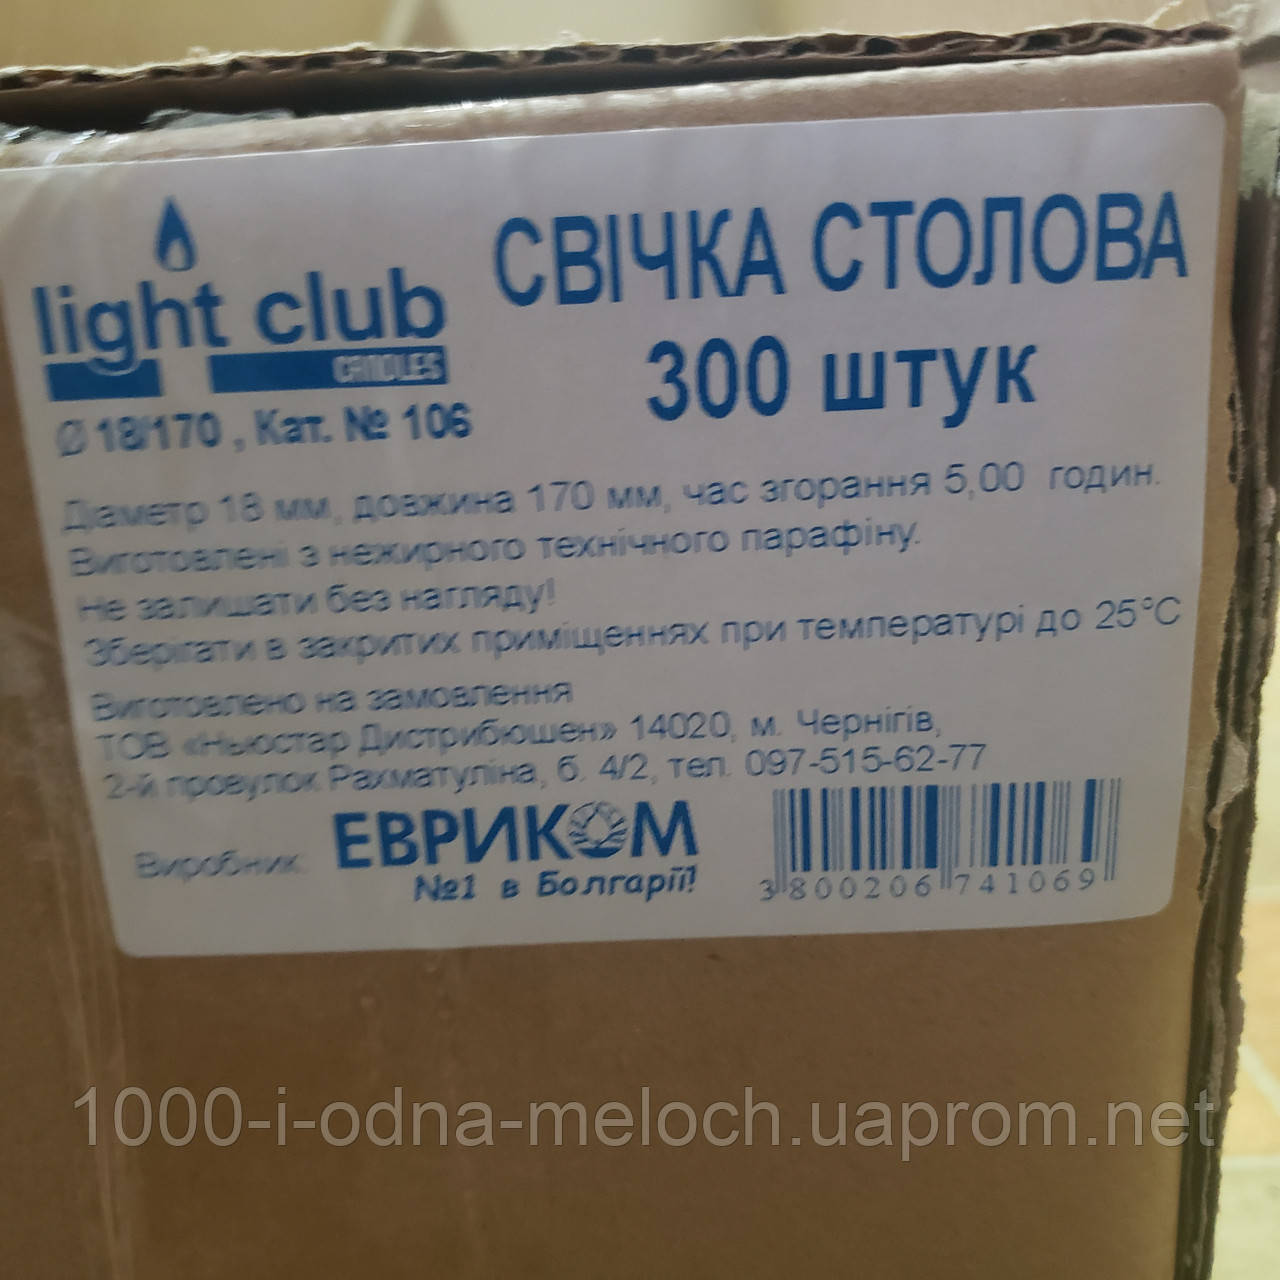 light club
CANDLES
СВІЧКА СТОЛОВА
300 штук
Ø 18/170 , Кат. № 106
Діаметр 18 мм, довжина 170 мм, час згорання 5,00 годин.
Виготовлені з нежирного технічного парафіну.
Не залишати без нагляду!
Зберігати в закритих приміщеннях при температурі до 25°С
Виготовлено на замовлення
ТОВ «Ньюстар Дистрибюшен» 14020, м. Чернігів,
2-й провулок Рахматуліна, б. 4/2, тел. 097-515-62-77
Виробник: ЕВРИКОМ
№1 в Болгарії!
3 800206 741069
1000-i-odna-meloch.uaprom.net